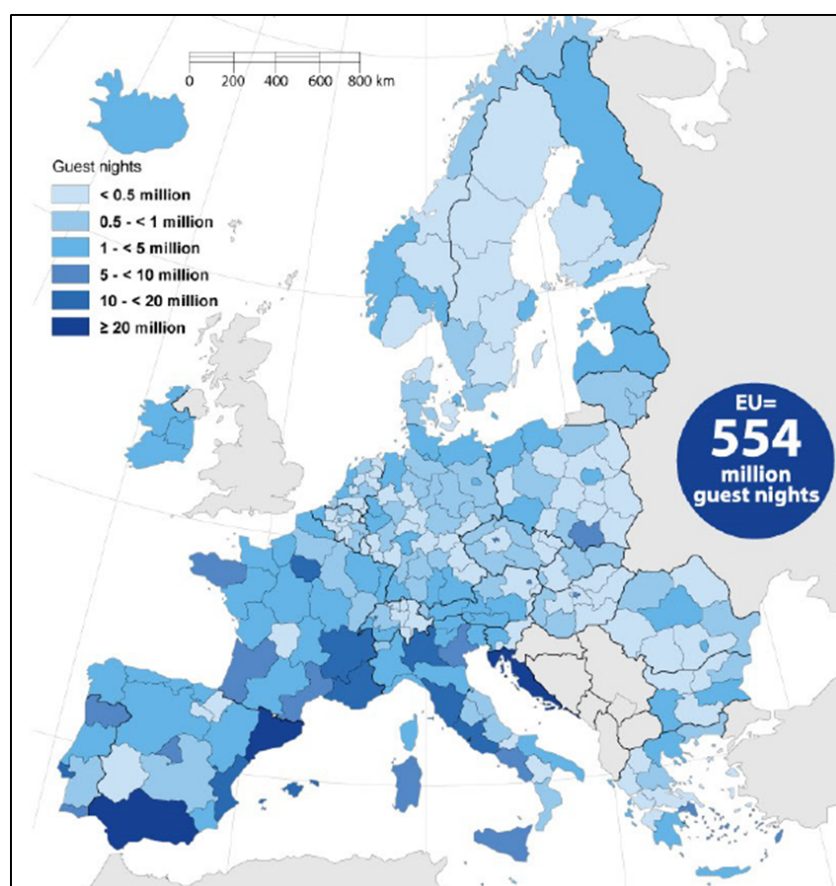 0 200 400 600 800 km
Guest nights
< 0.5 million
0.5 - < 1 million
1 - < 5 million
5 - < 10 million
10 - < 20 million
≥ 20 million
EU=
554
million
guest nights